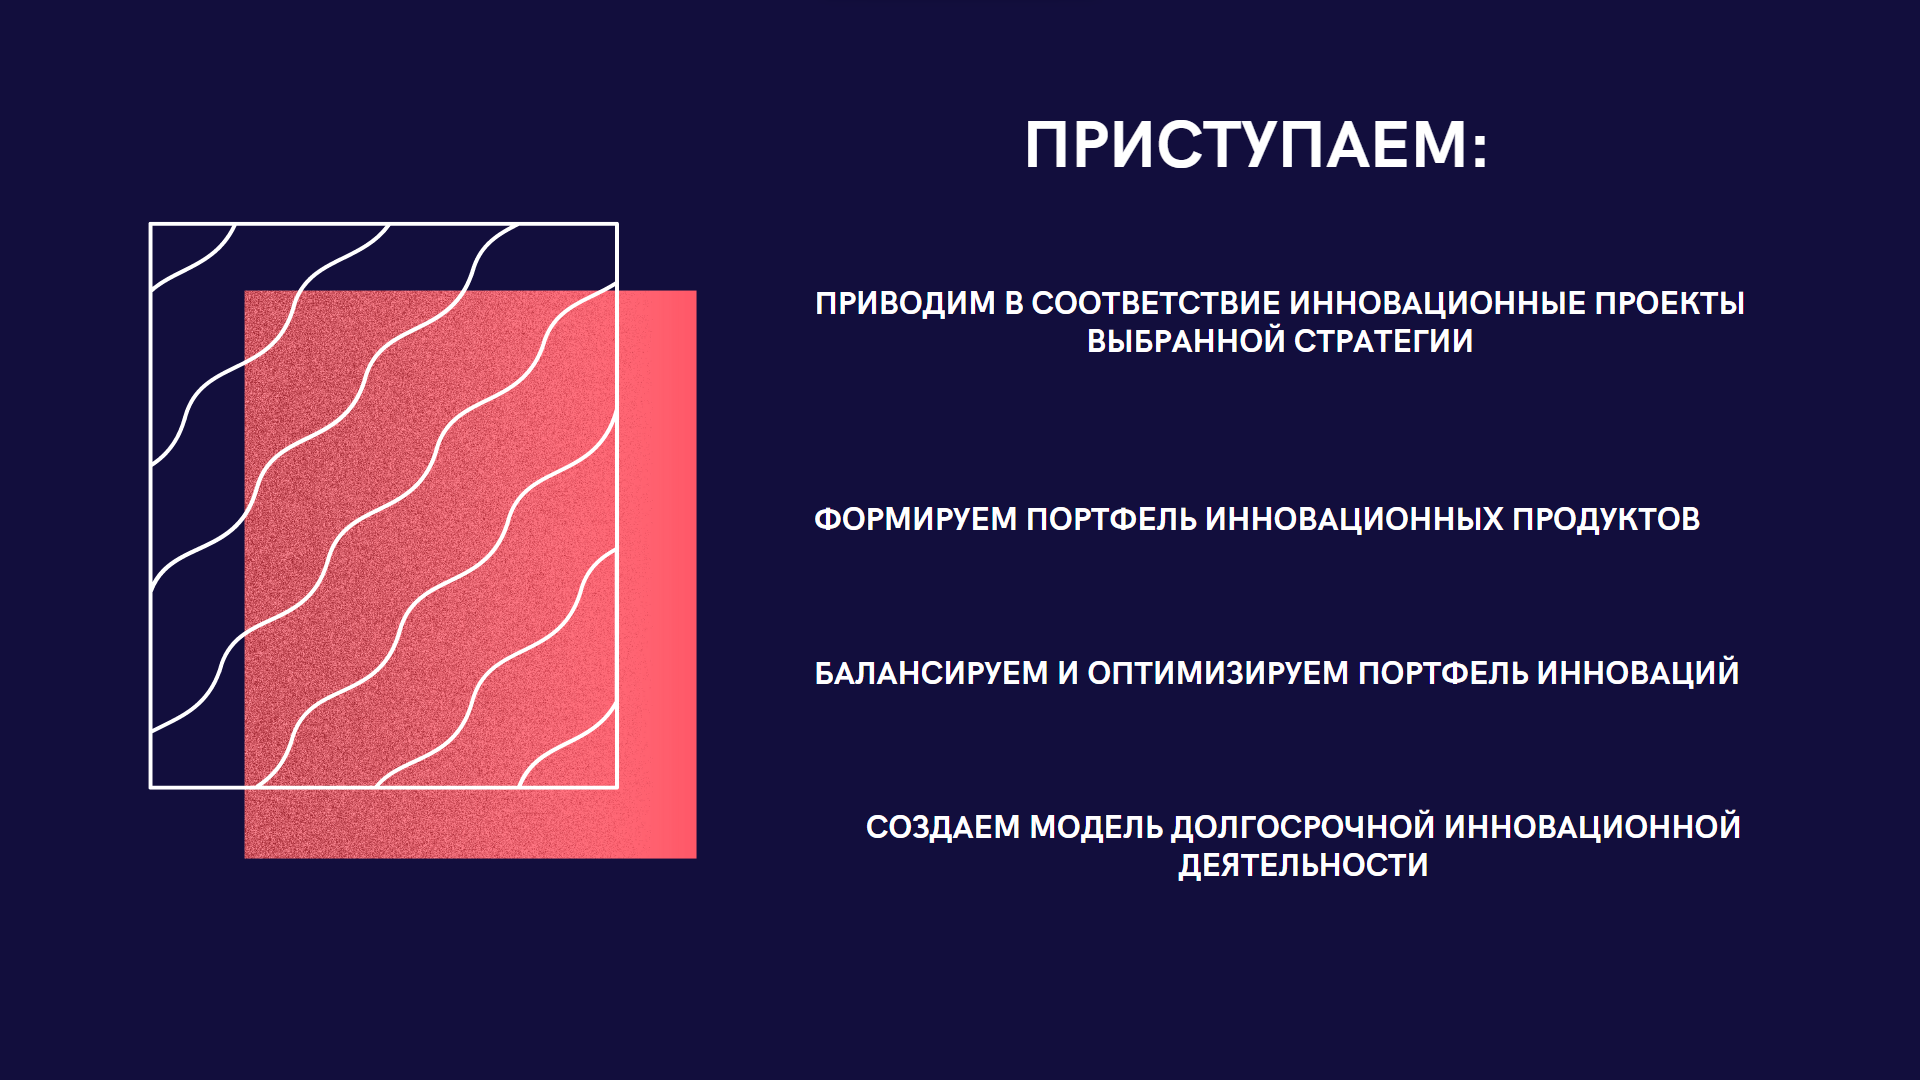 ПРИСТУПАЕМ:
ПРИВОДИМ В СООТВЕТСТВИЕ ИННОВАЦИОННЫЕ ПРОЕКТЫ
ВЫБРАННОЙ СТРАТЕГИИ
ФОРМИРУЕМ ПОРТФЕЛЬ ИННОВАЦИОННЫХ ПРОДУКТОВ
БАЛАНСИРУЕМ И ОПТИМИЗИРУЕМ ПОРТФЕЛЬ ИННОВАЦИЙ
СОЗДАЕМ МОДЕЛЬ ДОЛГОСРОЧНОЙ ИННОВАЦИОННОЙ
ДЕЯТЕЛЬНОСТИ